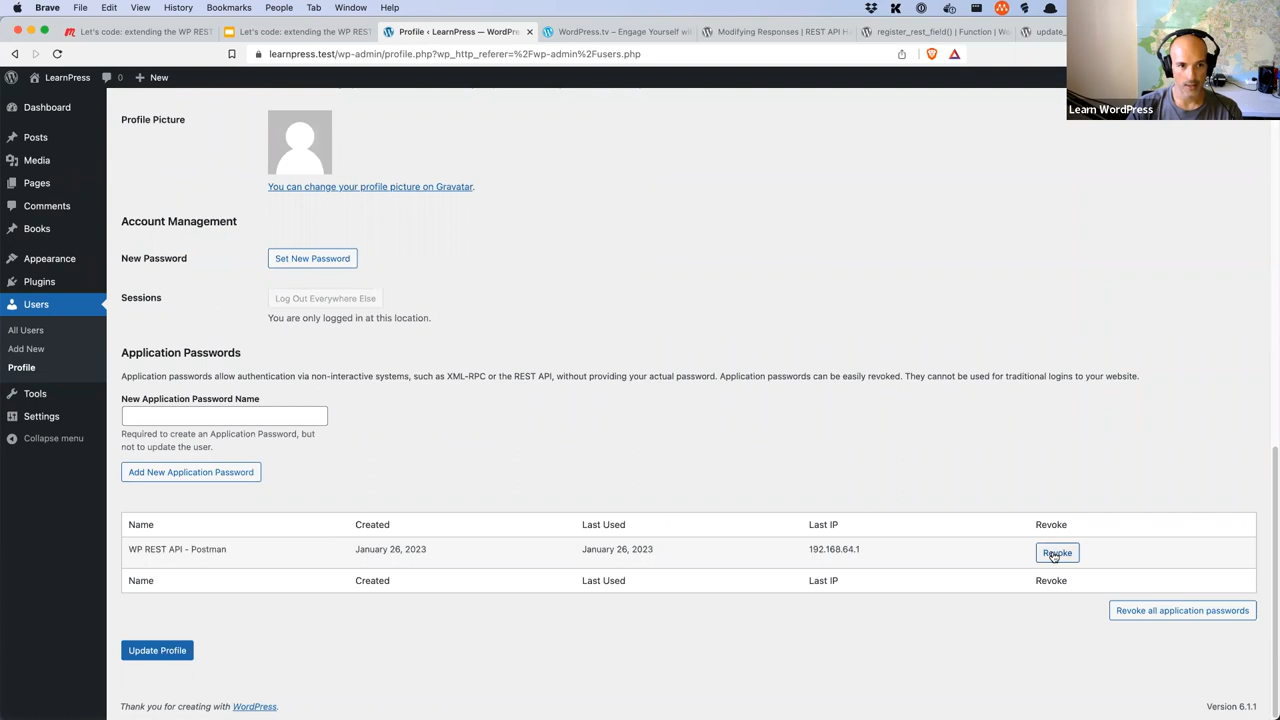 Brave File Edit View History Bookmarks People Tab Window Help
Let's code: extending the WP REST
Let's code: extending the WP REST
Profile ‹ LearnPress — WordPr
WordPress.tv – Engage Yourself wi
Modifying Responses | REST API H
register_rest_field() | Function | Wo
update_
learnpress.test/wp-admin/profile.php?wp_http_referer=%2Fwp-admin%2Fusers.php
LearnPress 0 New
Learn WordPress
Dashboard
Posts
Media
Pages
Comments
Books
Appearance
Plugins
Users
All Users
Add New
Profile
Tools
Settings
Collapse menu
Profile Picture
You can change your profile picture on Gravatar.
Account Management
New Password Set New Password
Sessions Log Out Everywhere Else
You are only logged in at this location.
Application Passwords
Application passwords allow authentication via non-interactive systems, such as XML-RPC or the REST API, without providing your actual password. Application passwords can be easily revoked. They cannot be used for traditional logins to your website.
New Application Password Name
Required to create an Application Password, but
not to update the user.
Add New Application Password
Name Created Last Used Last IP Revoke
WP REST API - Postman January 26, 2023 January 26, 2023 192.168.64.1 Revoke
Name Created Last Used Last IP Revoke
Revoke all application passwords
Update Profile
Thank you for creating with WordPress. Version 6.1.1